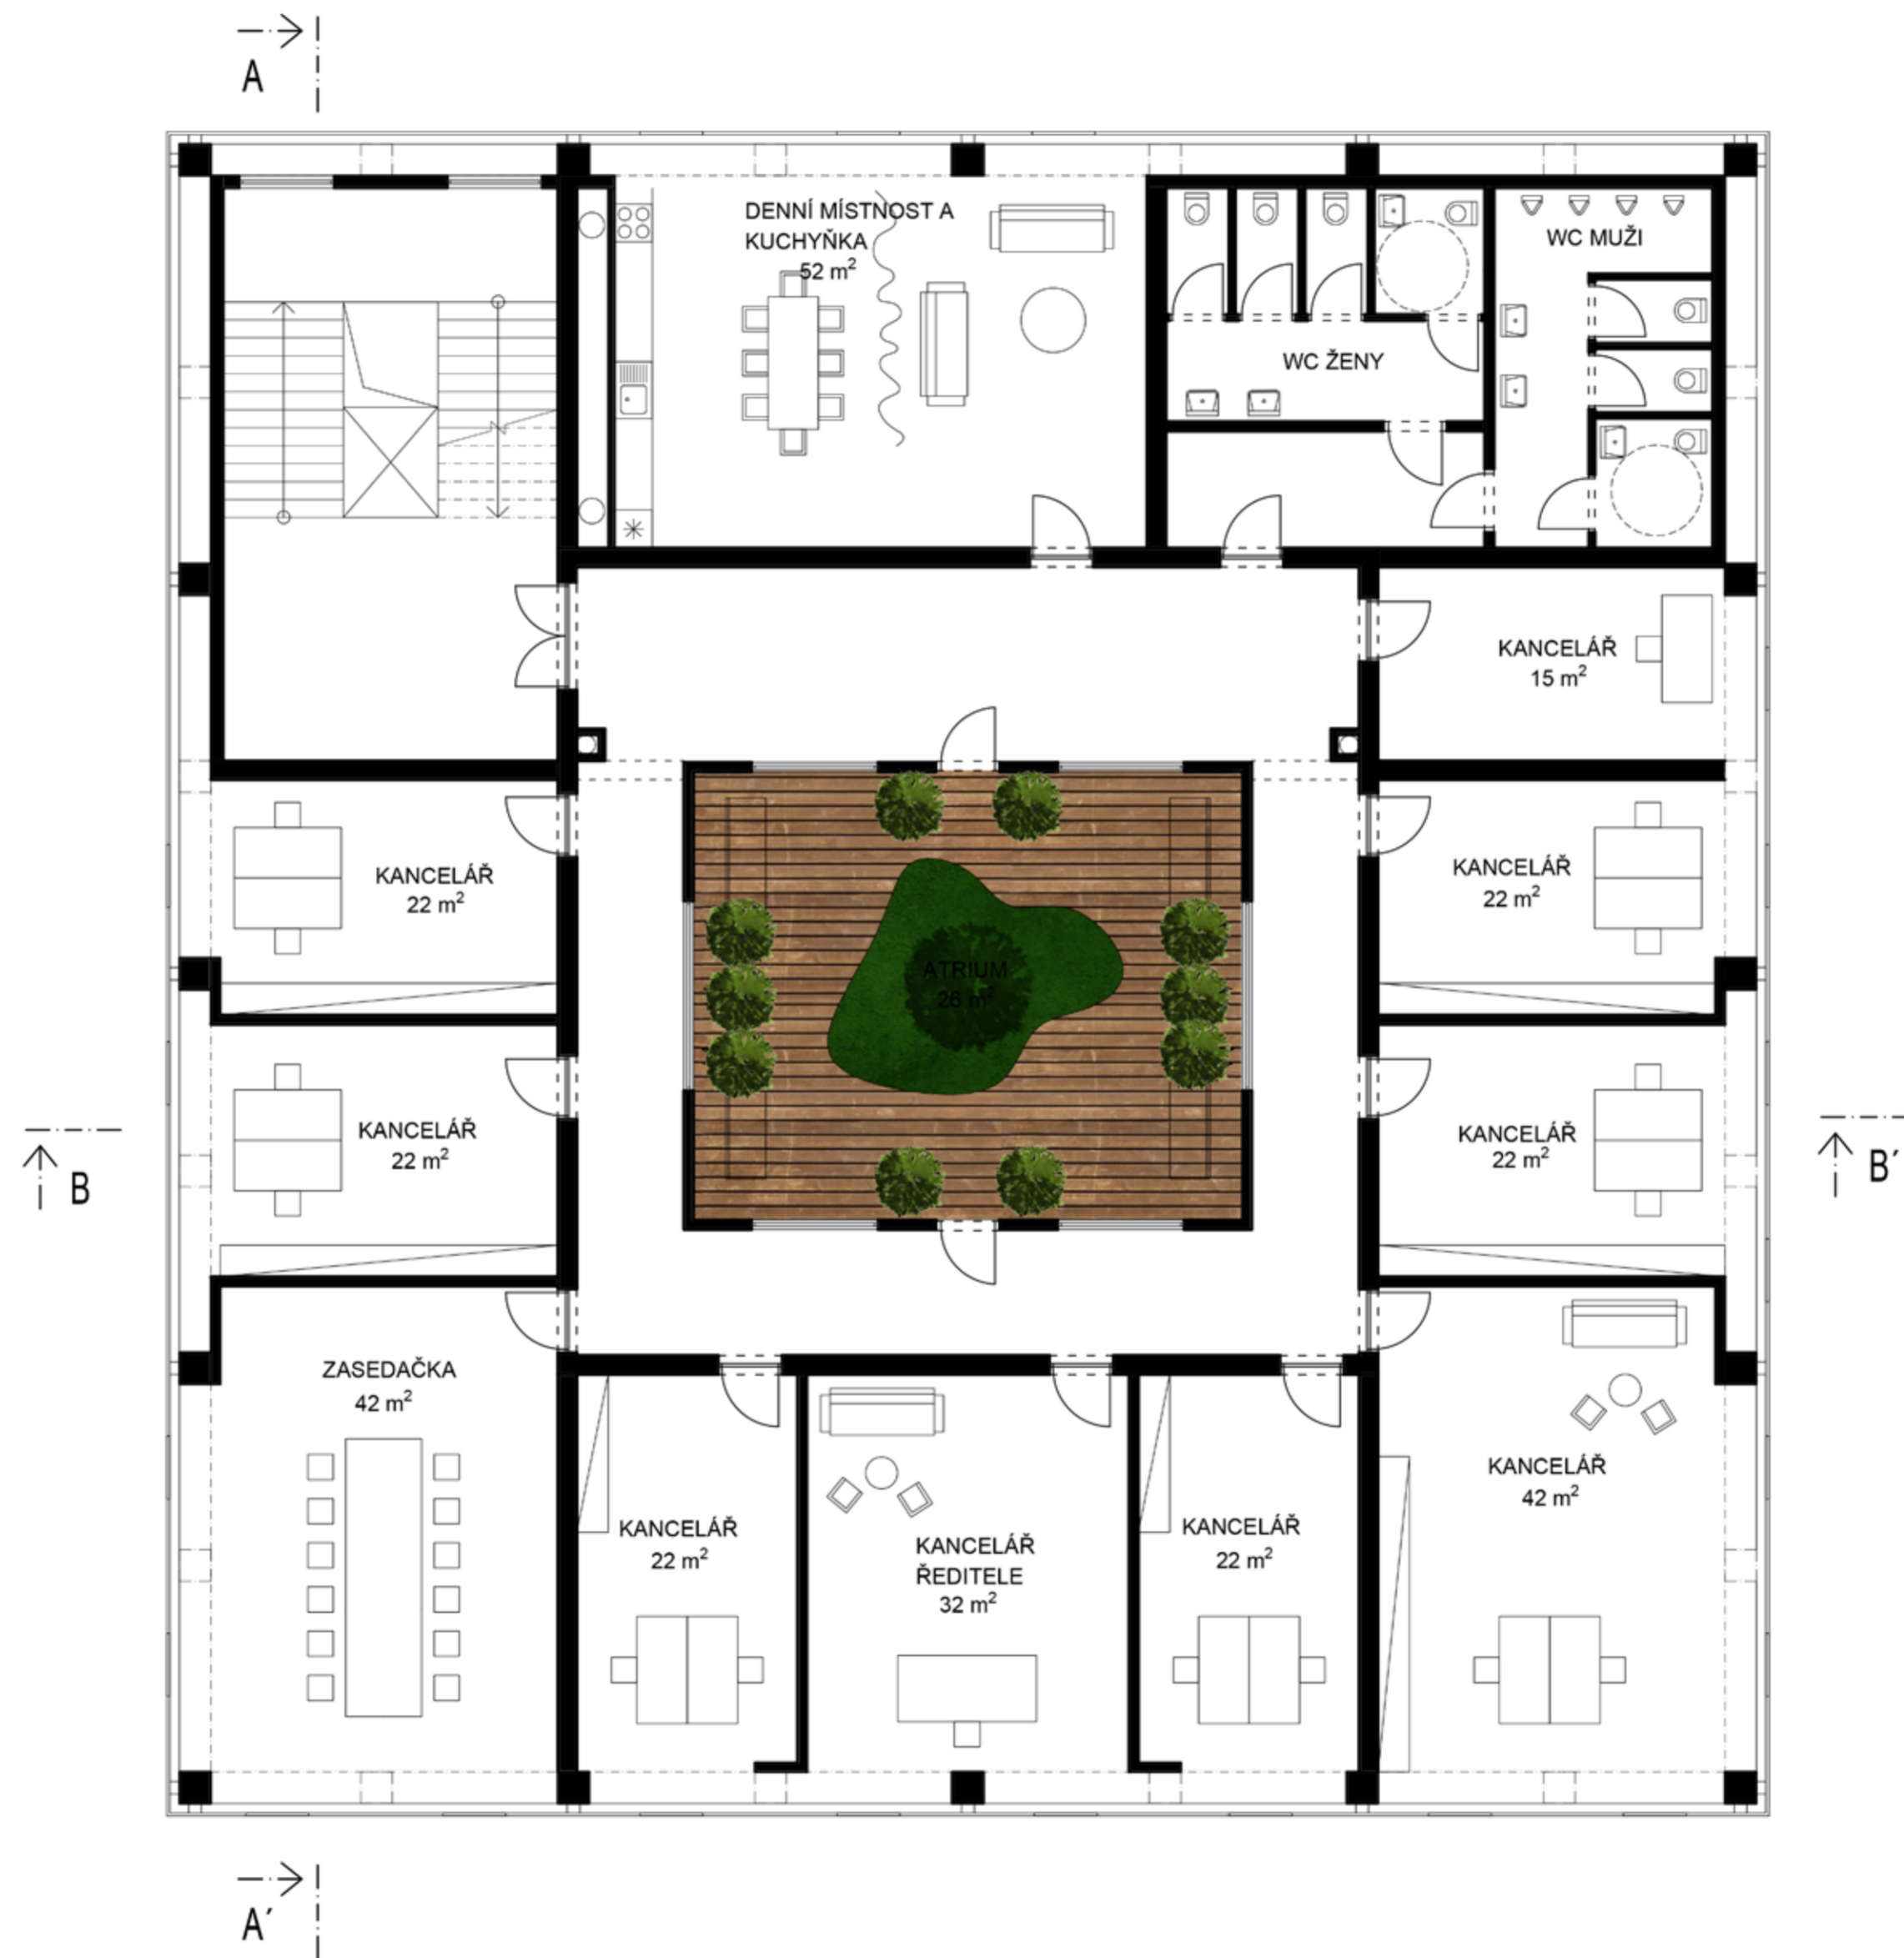 A
DENNÍ MÍSTNOST A
KUCHYŇKA
52 m²
WC MUŽI
WC ŽENY
KANCELÁŘ
15 m²
KANCELÁŘ
22 m²
KANCELÁŘ
22 m²
ATRIUM
26 m²
KANCELÁŘ
22 m²
KANCELÁŘ
22 m²
B
B´
ZASEDAČKA
42 m²
KANCELÁŘ
42 m²
KANCELÁŘ
22 m²
KANCELÁŘ
ŘEDITELE
32 m²
KANCELÁŘ
22 m²
A´